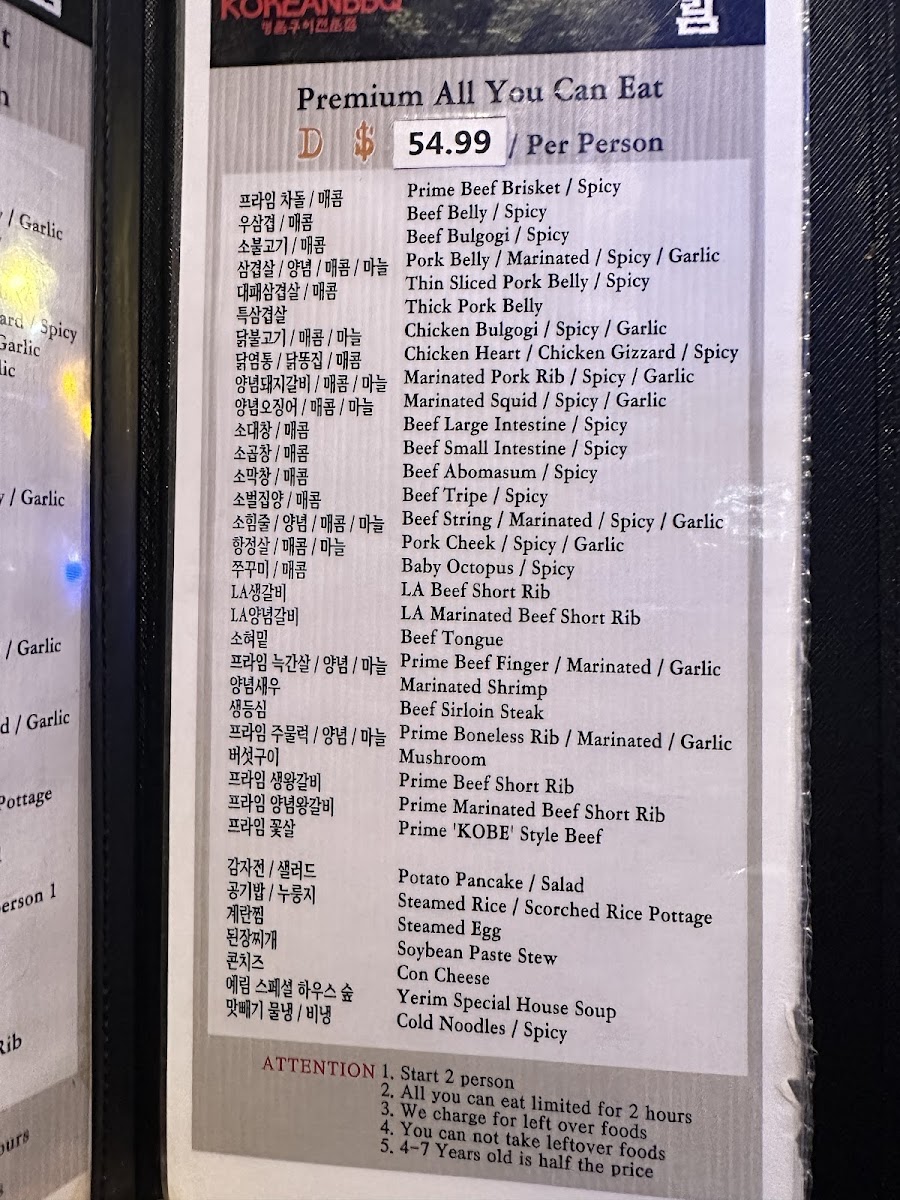 KOREANBBQ
림
Premium All You Can Eat
D $ 54.99 / Per Person
프라임 차돌 / 매콤 Prime Beef Brisket / Spicy
우삼겹 / 매콤 Beef Belly / Spicy
소불고기 / 매콤 Beef Bulgogi / Spicy
삼겹살 / 양념 / 매콤 / 마늘 Pork Belly / Marinated / Spicy / Garlic
대패삼겹살 / 매콤 Thin Sliced Pork Belly / Spicy
특삼겹살 Thick Pork Belly
닭불고기 / 매콤 / 마늘 Chicken Bulgogi / Spicy / Garlic
닭염통 / 닭똥집 / 매콤 Chicken Heart / Chicken Gizzard / Spicy
양념돼지갈비 / 매콤 / 마늘 Marinated Pork Rib / Spicy / Garlic
양념오징어 / 매콤 / 마늘 Marinated Squid / Spicy / Garlic
소대창 / 매콤 Beef Large Intestine / Spicy
소곱창 / 매콤 Beef Small Intestine / Spicy
소막창 / 매콤 Beef Abomasum / Spicy
소벌집양 / 매콤 Beef Tripe / Spicy
소힘줄 / 양념 / 매콤 / 마늘 Beef String / Marinated / Spicy / Garlic
항정살 / 매콤 / 마늘 Pork Cheek / Spicy / Garlic
쭈꾸미 / 매콤 Baby Octopus / Spicy
LA생갈비 LA Beef Short Rib
LA양념갈비 LA Marinated Beef Short Rib
소혀밑 Beef Tongue
프라임 늑간살 / 양념 / 마늘 Prime Beef Finger / Marinated / Garlic
양념새우 Marinated Shrimp
생등심 Beef Sirloin Steak
프라임 주물럭 / 양념 / 마늘 Prime Boneless Rib / Marinated / Garlic
버섯구이 Mushroom
프라임 생왕갈비 Prime Beef Short Rib
프라임 양념왕갈비 Prime Marinated Beef Short Rib
프라임 꽃살 Prime 'KOBE' Style Beef
감자전 / 샐러드 Potato Pancake / Salad
공기밥 / 누룽지 Steamed Rice / Scorched Rice Pottage
계란찜 Steamed Egg
된장찌개 Soybean Paste Stew
콘치즈 Con Cheese
예림 스페셜 하우스 숲 Yerim Special House Soup
맛빼기 물냉 / 비냉 Cold Noodles / Spicy
ATTENTION 1. Start 2 person
2. All you can eat limited for 2 hours
3. We charge for left over foods
4. You can not take leftover foods
5. 4-7 Years old is half the price
/ Garlic
Spicy
Garlic
/ Garlic
/ Garlic
/ Garlic
Pottage
1